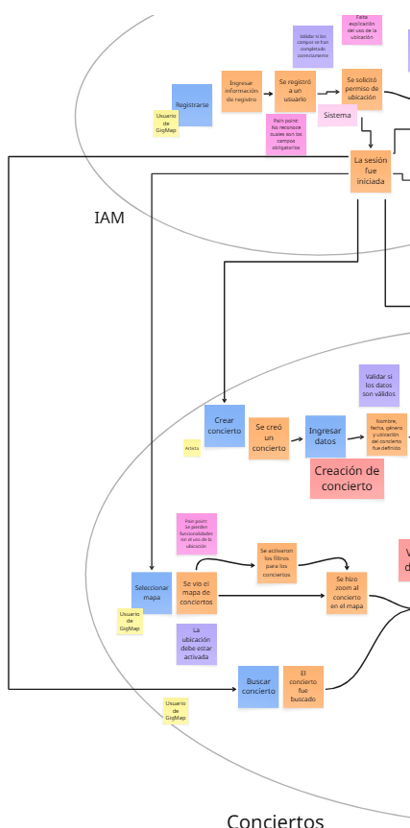 Falta
explicación
del uso de la
ubicación
Validar si los
campos se han
completado
correctamente
Registrarse
Usuario
de
GigMap
Ingresar
información
de registro
Se registró
a un
usuario
Se solicitó
permiso de
ubicación
Pain point:
No reconoce
cuales son los
campos
obligatorios
Sistema
La sesión
fue
iniciada
IAM
Validar si
los datos
son válidos
Crear
concierto
Artista
Se creó
un
concierto
Ingresar
datos
Nombre,
fecha, género
y ubicación
del concierto
fue definido
Creación de
concierto
Pain point:
Se pierden
funcionalidades
sin el uso de la
ubicación
Seleccionar
mapa
Usuario
de
GigMap
Se vio el
mapa de
conciertos
Se activaron
los filtros
para los
conciertos
Se hizo
zoom al
concierto
en el mapa
La
ubicación
debe estar
activada
Buscar
concierto
El
concierto
fue
buscado
Usuario
de
GigMap
Conciertos